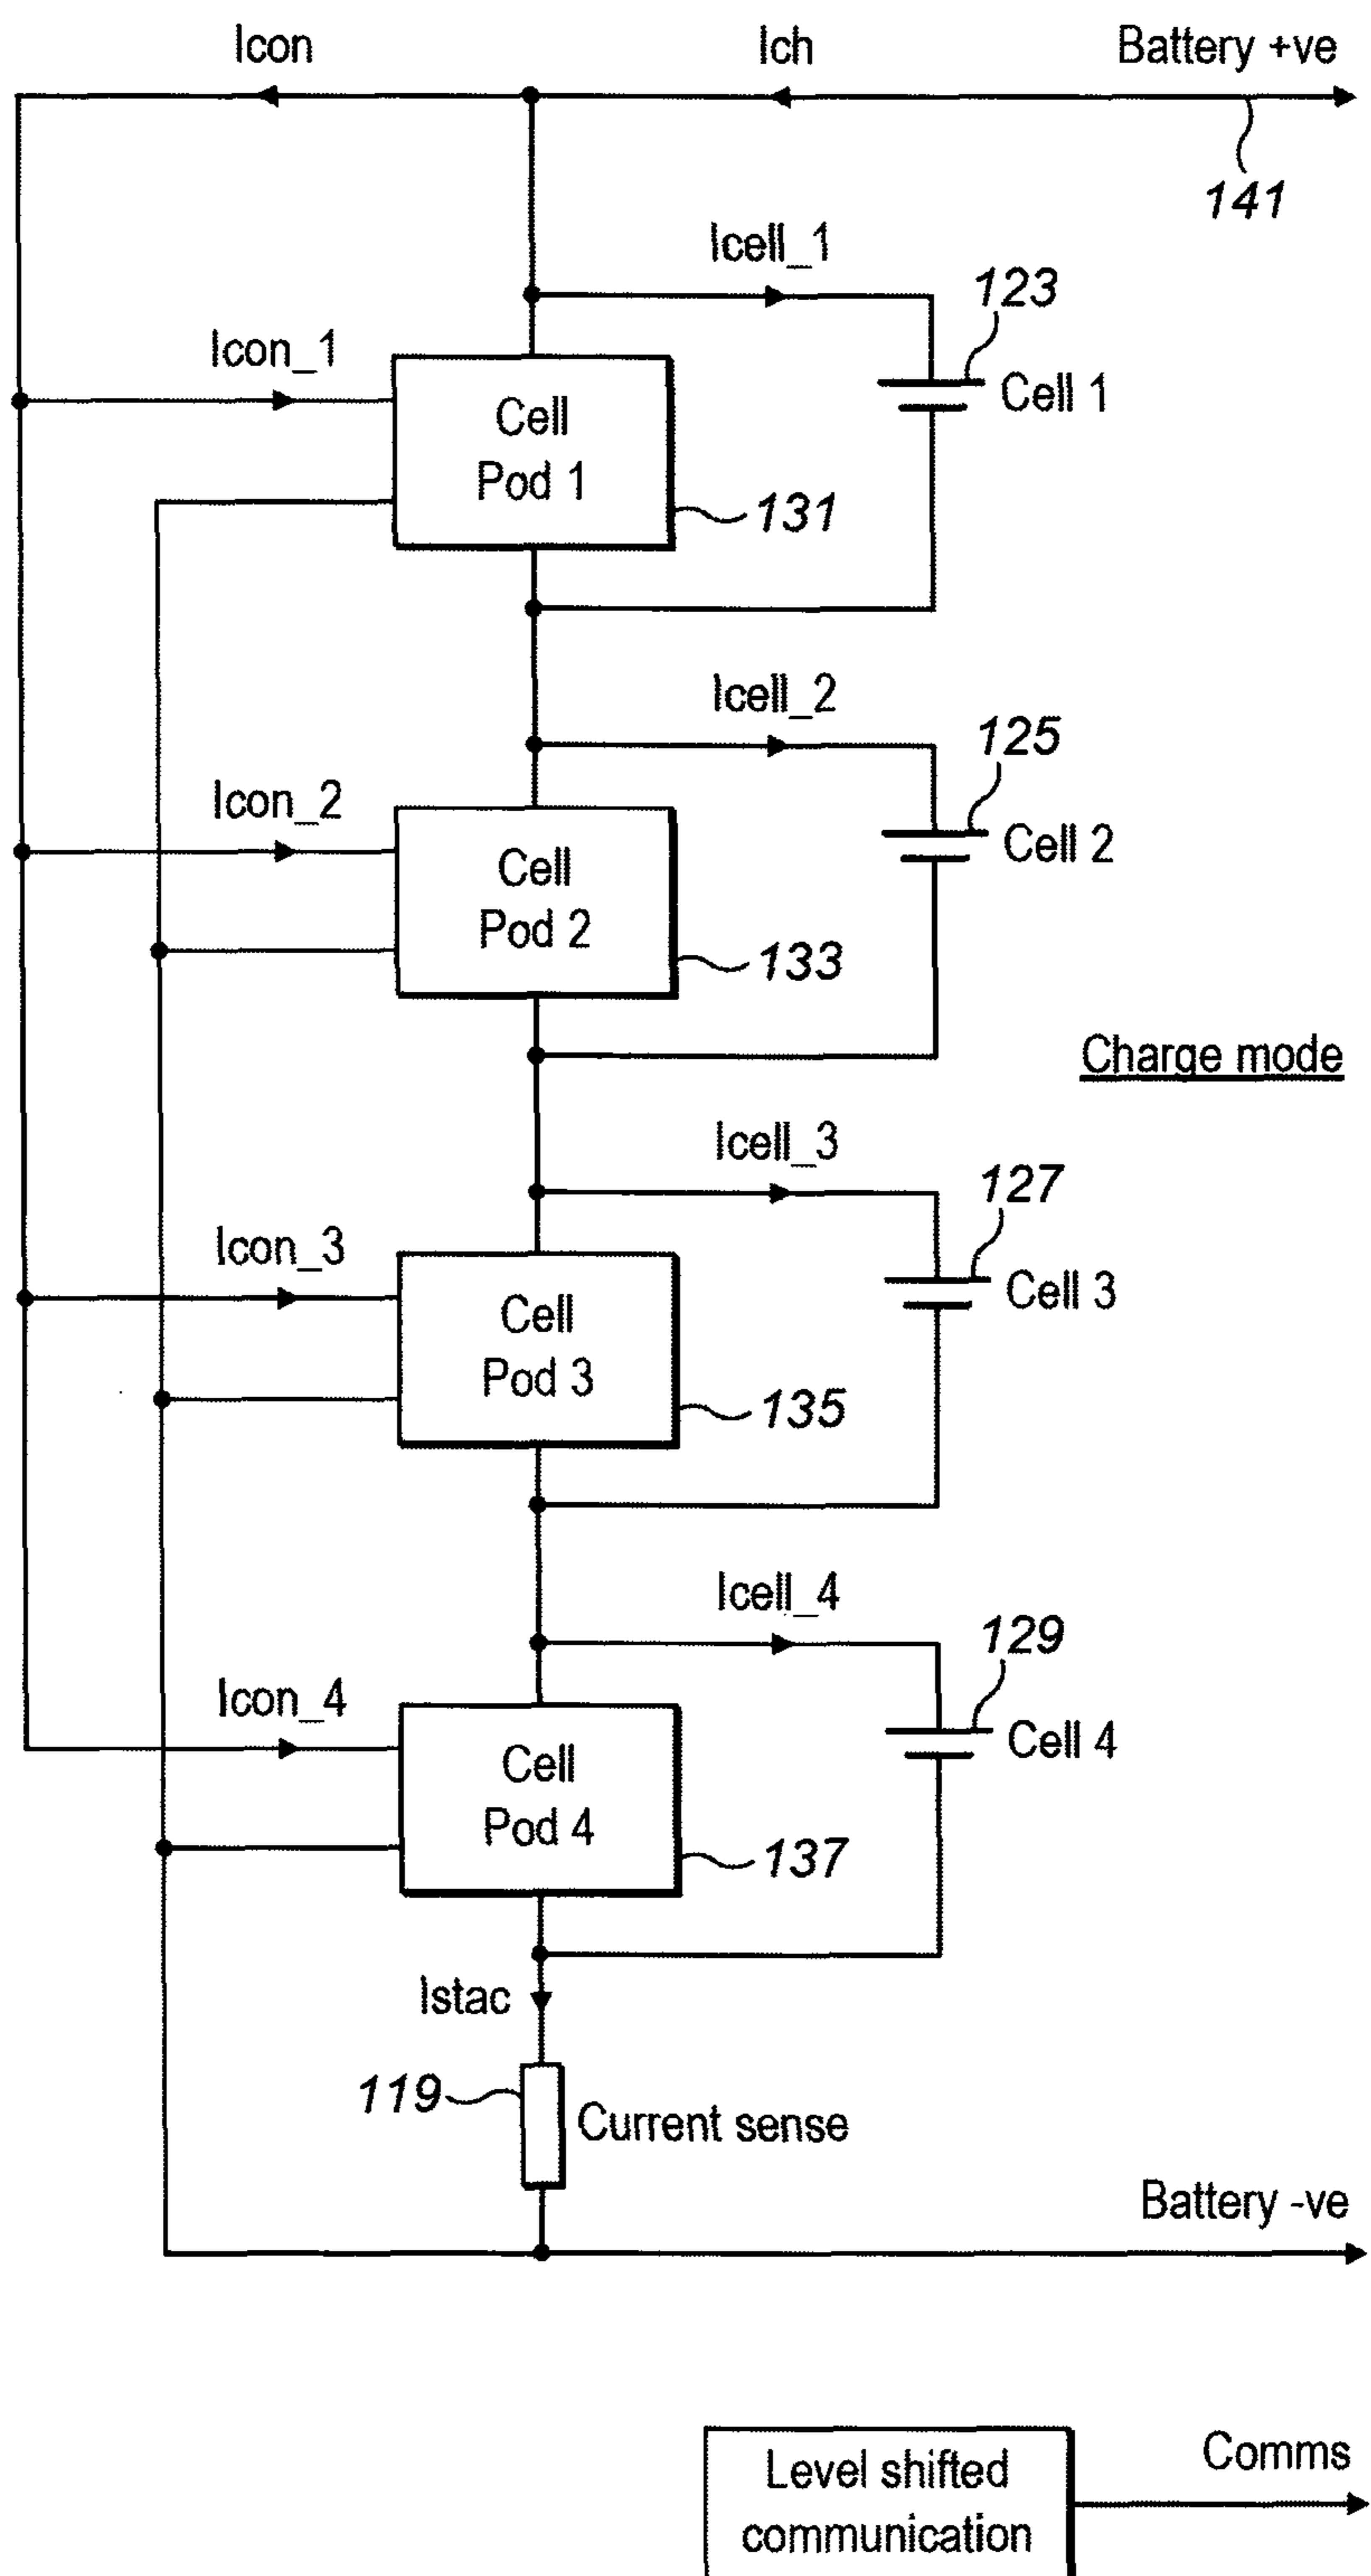 Icon
Ich
Battery +ve
141
Icell_1
123
Icon_1
Cell 1
Cell
Pod 1
131
Icell_2
125
Icon_2
Cell 2
Cell
Pod 2
133
Charge mode
Icell_3
127
Icon_3
Cell 3
Cell
Pod 3
135
Icell_4
129
Icon_4
Cell 4
Cell
Pod 4
137
Istac
119
Current sense
Battery -ve
Comms
Level shifted
communication